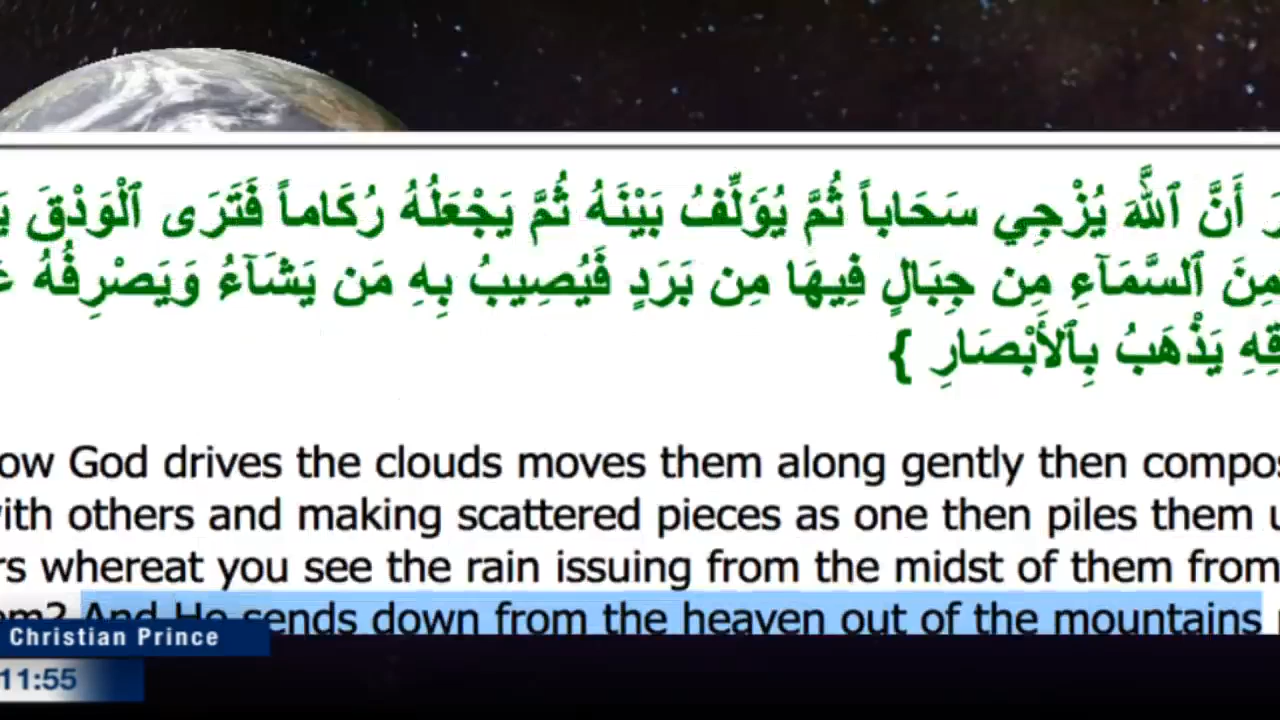 أَنَّ ٱللَّهَ يُزْجِي سَحَاباً ثُمَّ يُؤَلِّفُ بَيْنَهُ ثُمَّ يَجْعَلُهُ رُكَاماً فَتَرَى ٱلْوَدْقَ
مِنَ ٱلسَّمَآءِ مِن جِبَالٍ فِيهَا مِن بَرَدٍ فَيُصِيبُ بِهِ مَن يَشَآءُ وَيَصْرِفُهُ
يَذْهَبُ بِٱلأَبْصَارِ }
ow God drives the clouds moves them along gently then compos
ith others and making scattered pieces as one then piles them u
rs whereat you see the rain issuing from the midst of them from
em? And He sends down from the heaven out of the mountains
Christian Prince
11:55